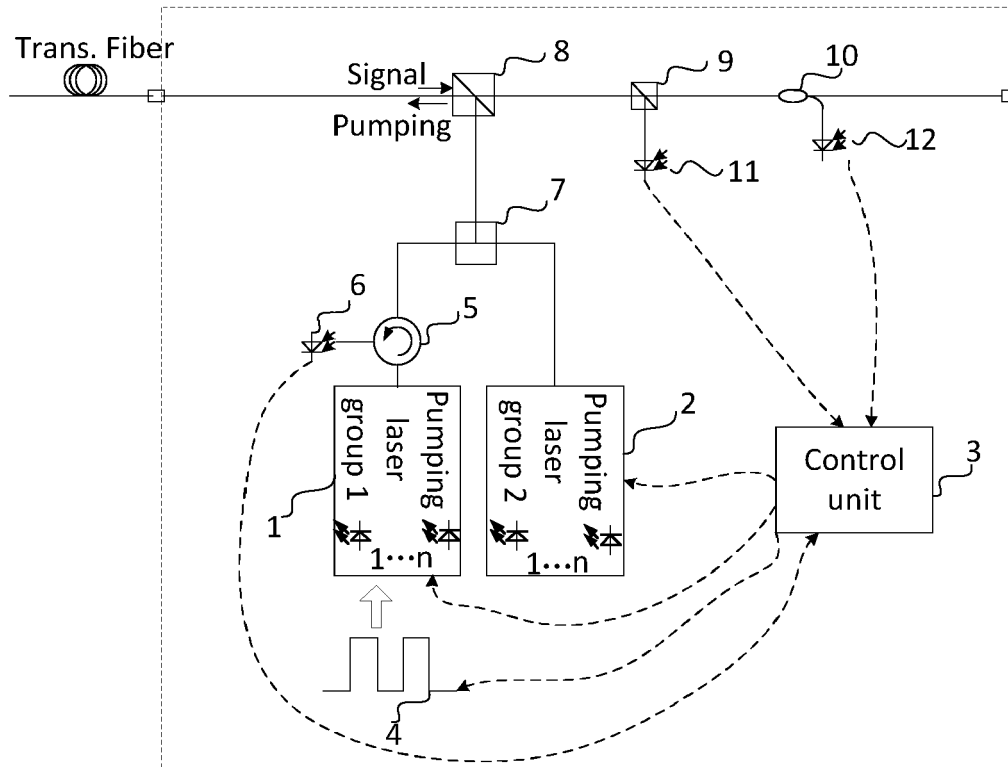 8
9
10
Trans. Fiber
Signal
Pumping
12
11
7
6
5
Pumping
laser
group 1
1···n
Pumping
laser
group 2
1···n
2
Control
unit
3
1
4